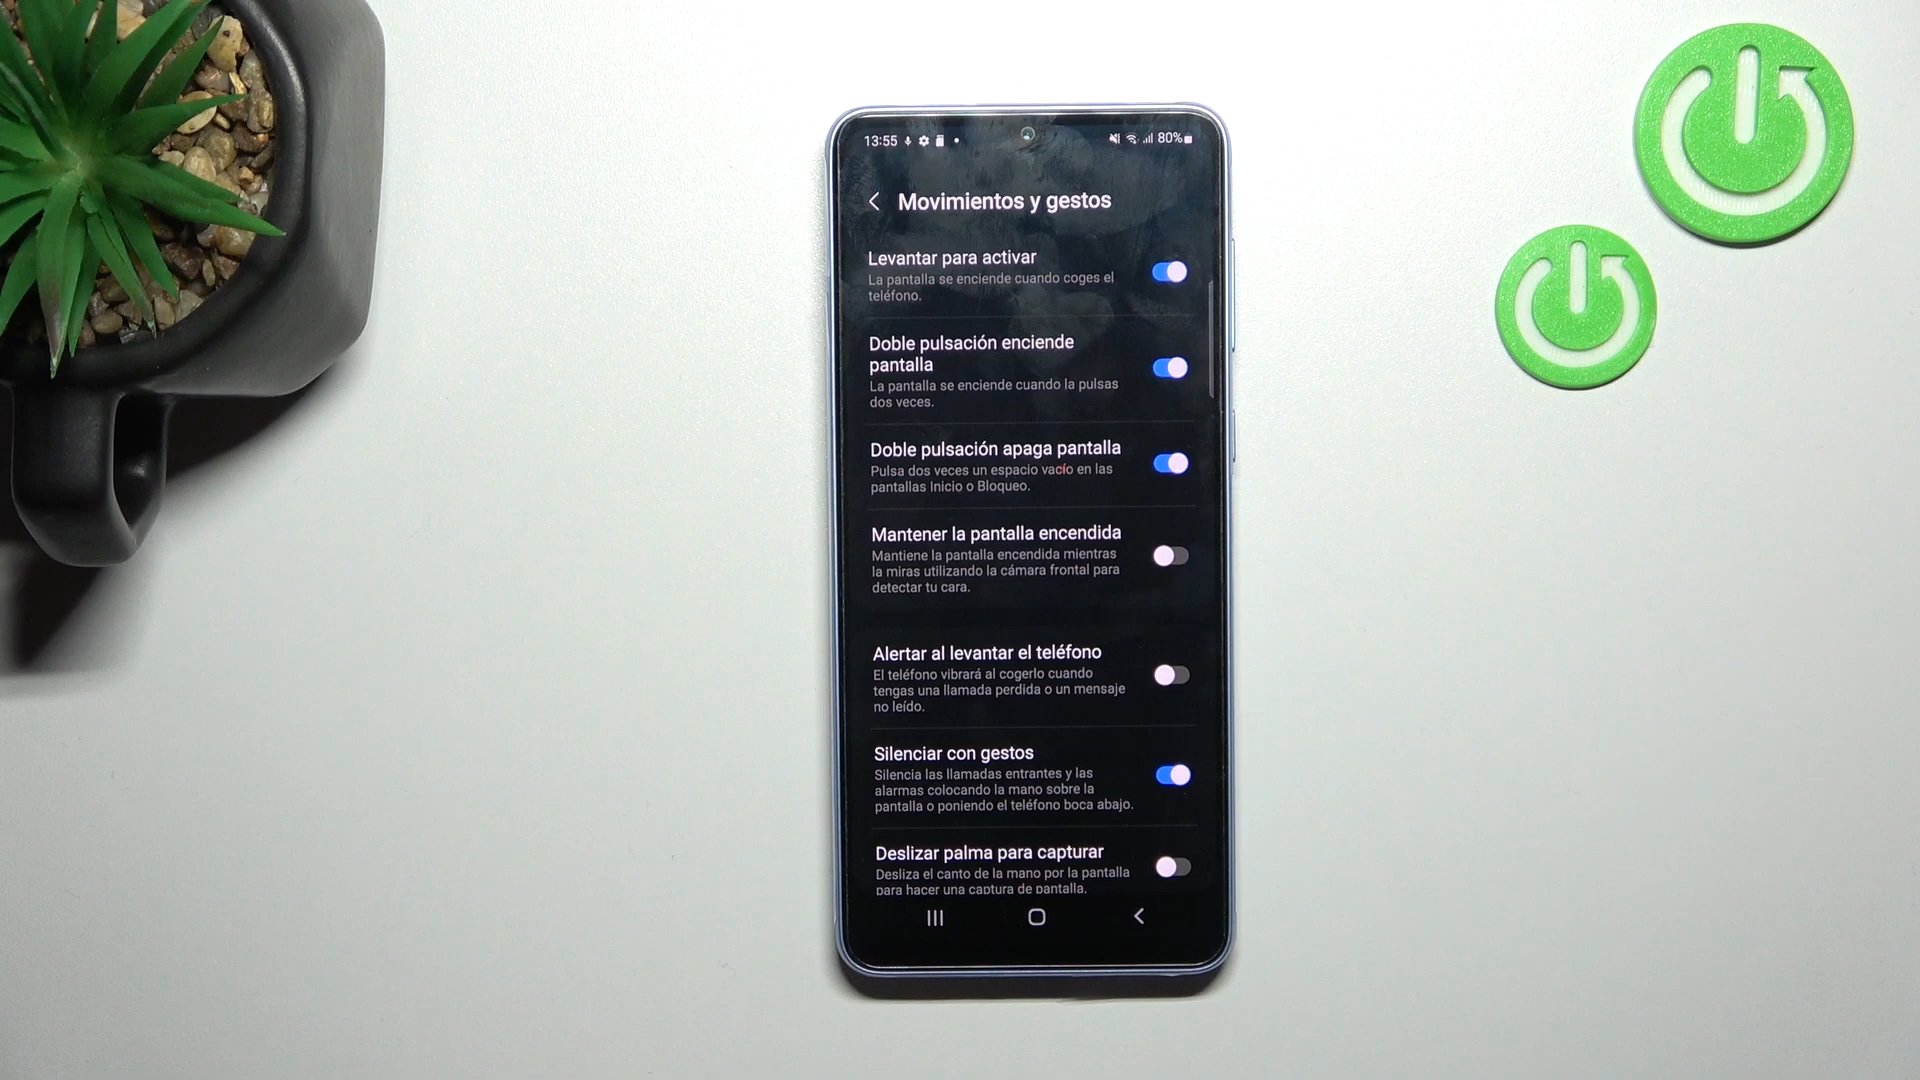 13:55 80%
Movimientos y gestos
Levantar para activar
La pantalla se enciende cuando coges el
teléfono.
Doble pulsación enciende
pantalla
La pantalla se enciende cuando la pulsas
dos veces.
Doble pulsación apaga pantalla
Pulsa dos veces un espacio vacío en las
pantallas Inicio o Bloqueo.
Mantener la pantalla encendida
Mantiene la pantalla encendida mientras
la miras utilizando la cámara frontal para
detectar tu cara.
Alertar al levantar el teléfono
El teléfono vibrará al cogerlo cuando
tengas una llamada perdida o un mensaje
no leído.
Silenciar con gestos
Silencia las llamadas entrantes y las
alarmas colocando la mano sobre la
pantalla o poniendo el teléfono boca abajo.
Deslizar palma para capturar
Desliza el canto de la mano por la pantalla
para hacer una captura de pantalla.